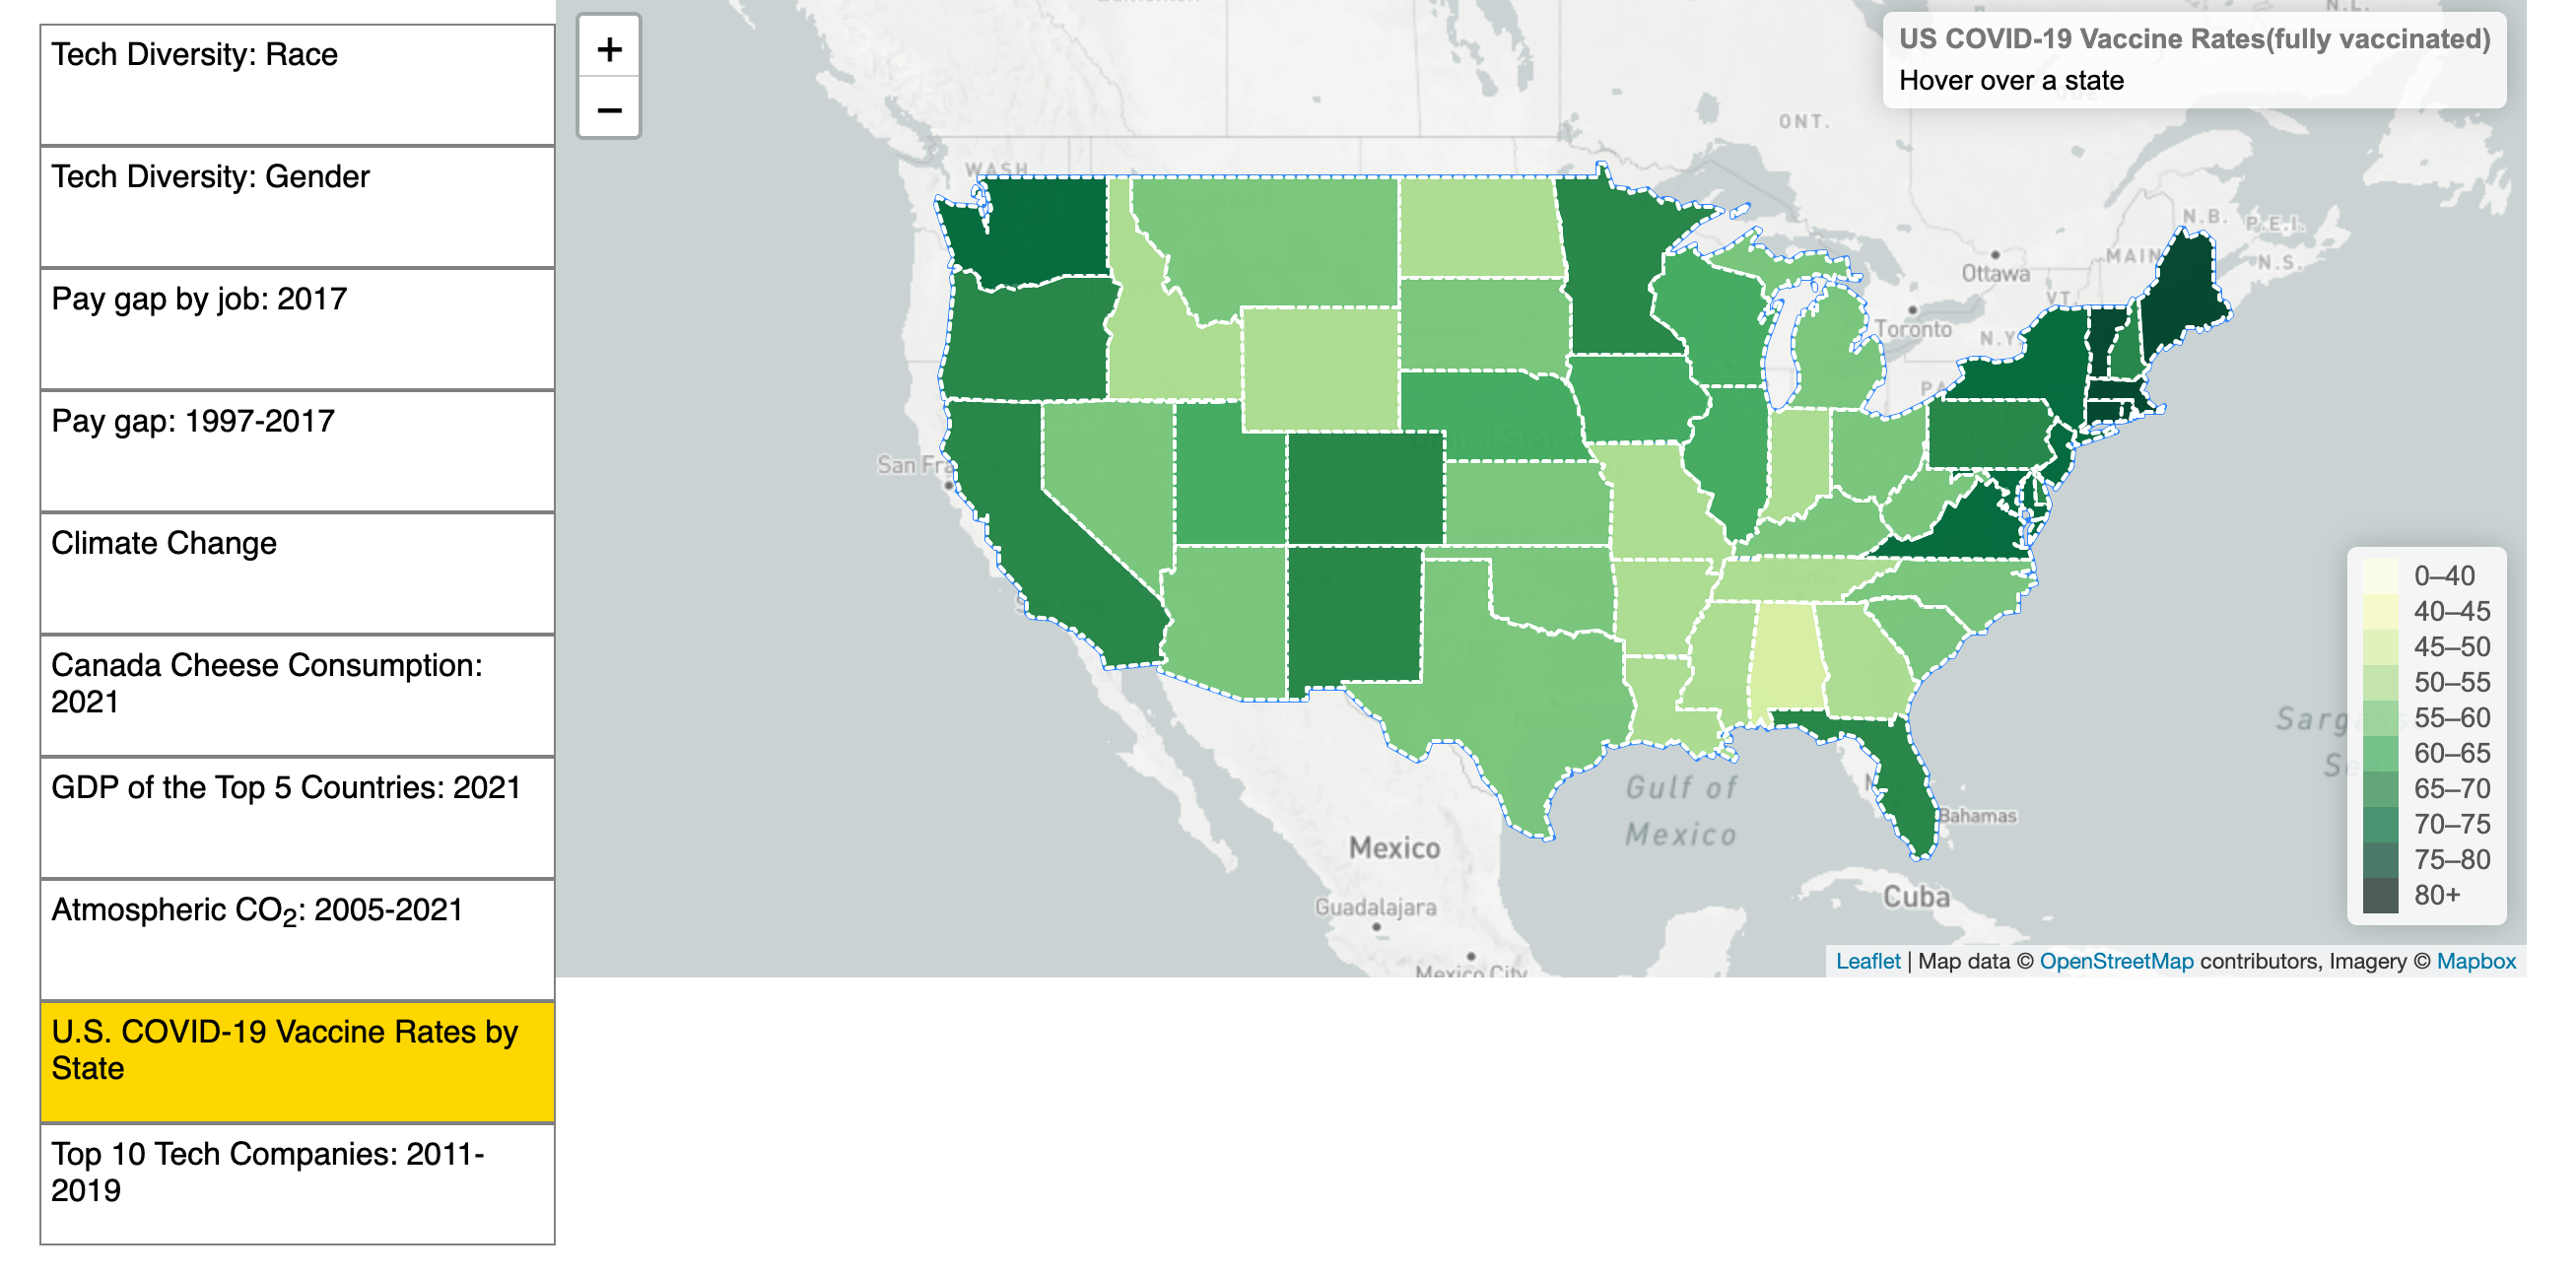 Tech Diversity: Race
Tech Diversity: Gender
Pay gap by job: 2017
Pay gap: 1997-2017
Climate Change
Canada Cheese Consumption:
2021
GDP of the Top 5 Countries: 2021
Atmospheric CO₂: 2005-2021
U.S. COVID-19 Vaccine Rates by
State
Top 10 Tech Companies: 2011-
2019
+
−
US COVID-19 Vaccine Rates(fully vaccinated)
Hover over a state
ONT.
WASH
N.B.
P.E.I.
MAIN
N.S.
Ottawa
VT.
Toronto
N.Y.
PA
United States
San Fra
Gulf of
Mexico
Bahamas
Mexico
Cuba
Guadalajara
Mexico City
0–40
40–45
45–50
50–55
55–60
60–65
65–70
70–75
75–80
80+
Leaflet | Map data © OpenStreetMap contributors, Imagery © Mapbox